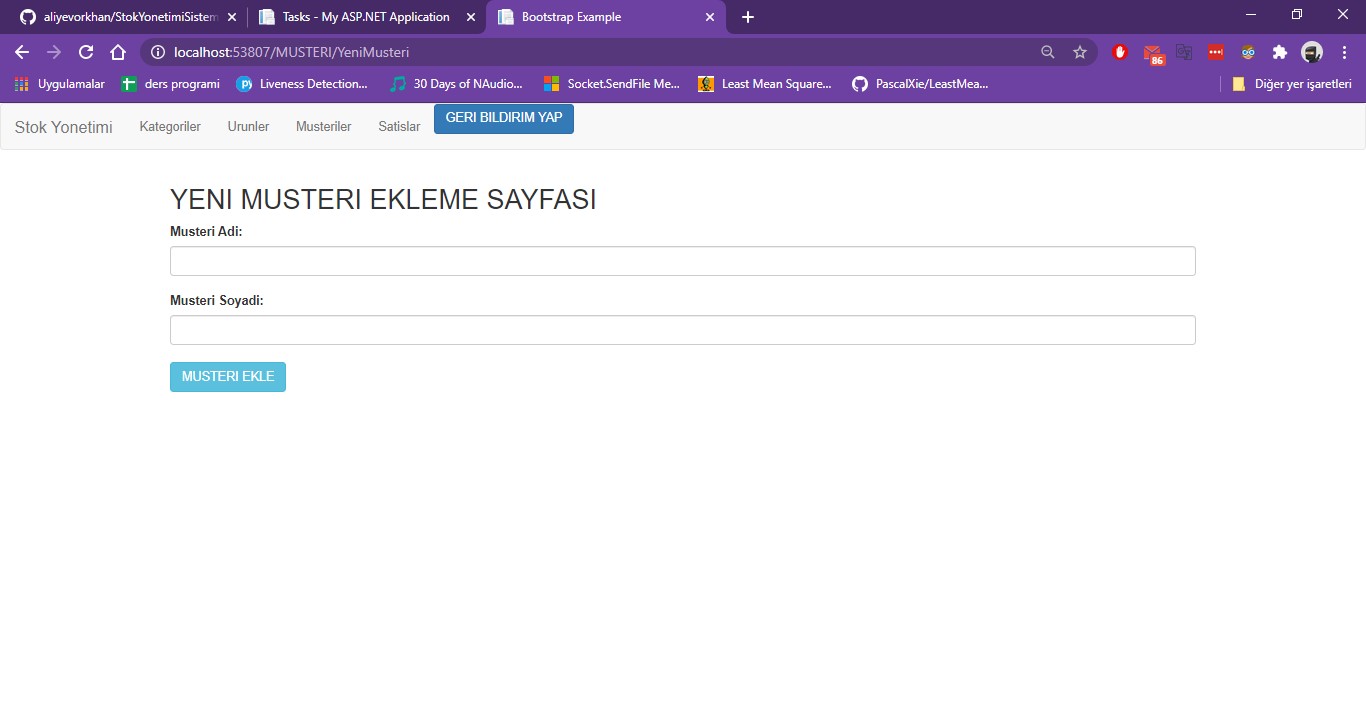 aliyevorkhan/StokYonetimiSistem
Tasks - My ASP.NET Application
Bootstrap Example
localhost:53807/MUSTERI/YeniMusteri
86
Uygulamalar
ders programi
Liveness Detection...
30 Days of NAudio...
Socket.SendFile Me...
Least Mean Square...
PascalXie/LeastMea...
Diğer yer işaretleri
Stok Yonetimi
Kategoriler
Urunler
Musteriler
Satislar
GERI BILDIRIM YAP
YENI MUSTERI EKLEME SAYFASI
Musteri Adi:
Musteri Soyadi:
MUSTERI EKLE